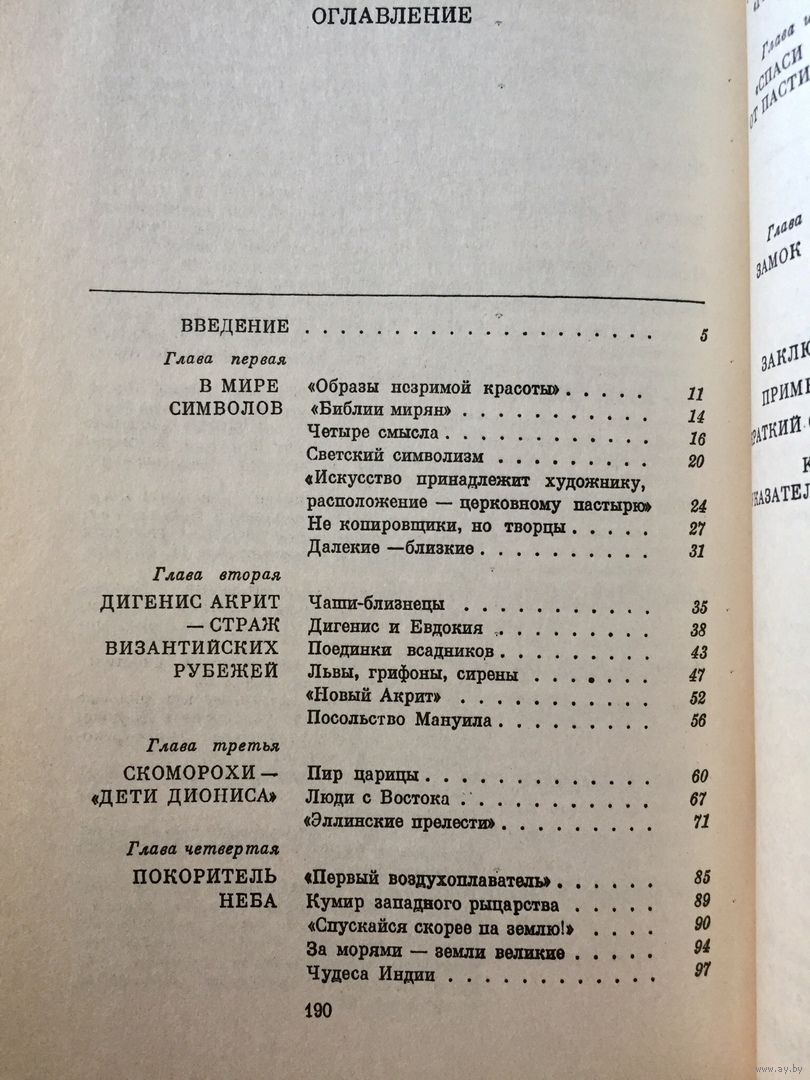 ОГЛАВЛЕНИЕ
ВВЕДЕНИЕ . . . . . . . . . . . . . . . . . . . . 5
Глава первая
В МИРЕ «Образы незримой красоты» . . . . . 11
СИМВОЛОВ «Библии мирян» . . . . . . . . . . . 14
Четыре смысла . . . . . . . . . . . . 16
Светский символизм . . . . . . . . . 20
«Искусство принадлежит художнику,
расположение — церковному пастырю» 24
Не копировщики, но творцы . . . . . 27
Далекие —близкие . . . . . . . . . . 31
Глава вторая
ДИГЕНИС АКРИТ Чаши-близнецы . . . . . . . . . . . 35
— СТРАЖ Дигенис и Евдокия . . . . . . . . . 38
ВИЗАНТИЙСКИХ Поединки всадников . . . . . . . . . 43
РУБЕЖЕЙ Львы, грифоны, сирены . . . . . . . 47
«Новый Акрит» . . . . . . . . . . . 52
Посольство Мануила . . . . . . . . . 56
Глава третья
СКОМОРОХИ — Пир царицы . . . . . . . . . . . . . 60
«ДЕТИ ДИОНИСА» Люди с Востока . . . . . . . . . . . 67
«Эллинские прелести» . . . . . . . . . 71
Глава четвертая
ПОКОРИТЕЛЬ «Первый воздухоплаватель» . . . . . . 85
НЕБА Кумир западного рыцарства . . . . . 89
«Спускайся скорее на землю!» . . . . 90
За морями — земли великие . . . . . 94
Чудеса Индии . . . . . . . . . . . . 97
190
Глава
«СПАСИ
ОТ ПАСТИ
Глава
ЗАМОК
www.ay.by